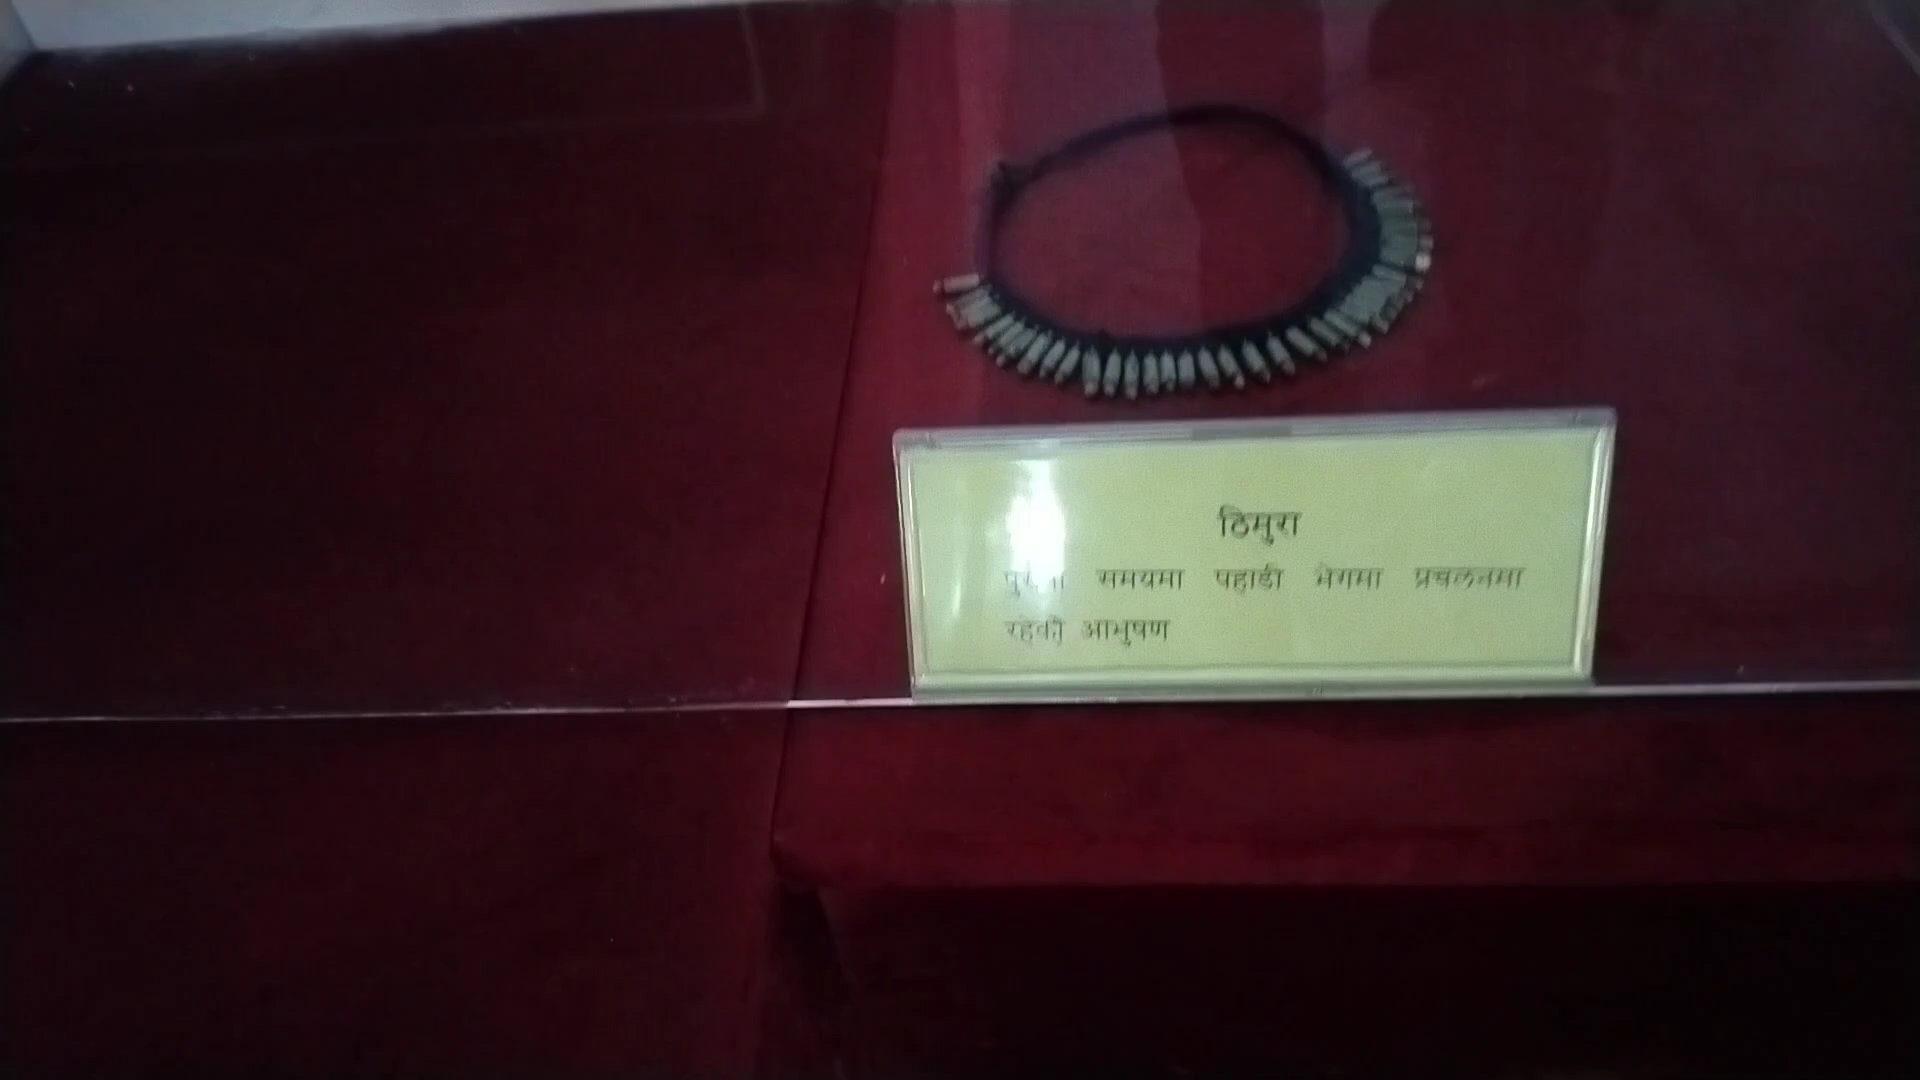 ठिमुरा
पुरानो समयमा पहाडी भेगमा प्रचलनमा
रहेको आभुषण